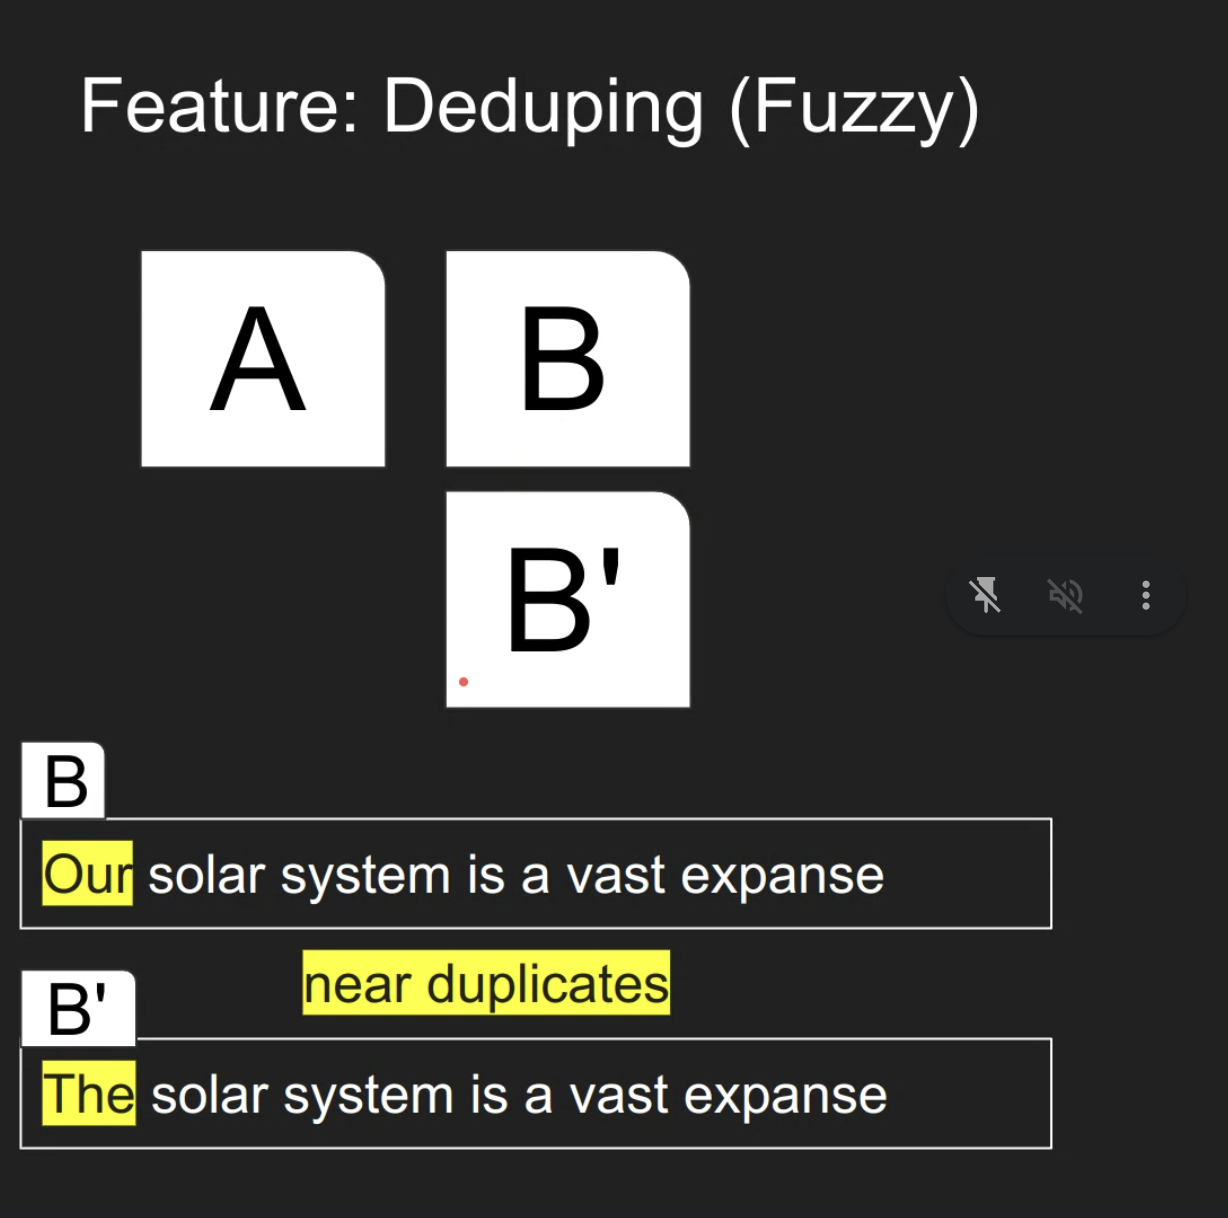 Feature: Deduping (Fuzzy)
A
B
B'
B
Our solar system is a vast expanse
near duplicates
B'
The solar system is a vast expanse